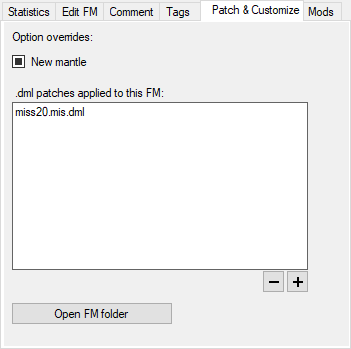 Statistics Edit FM Comment Tags Patch & Customize Mods
Option overrides:
New mantle
.dml patches applied to this FM:
miss20.mis.dml
Open FM folder